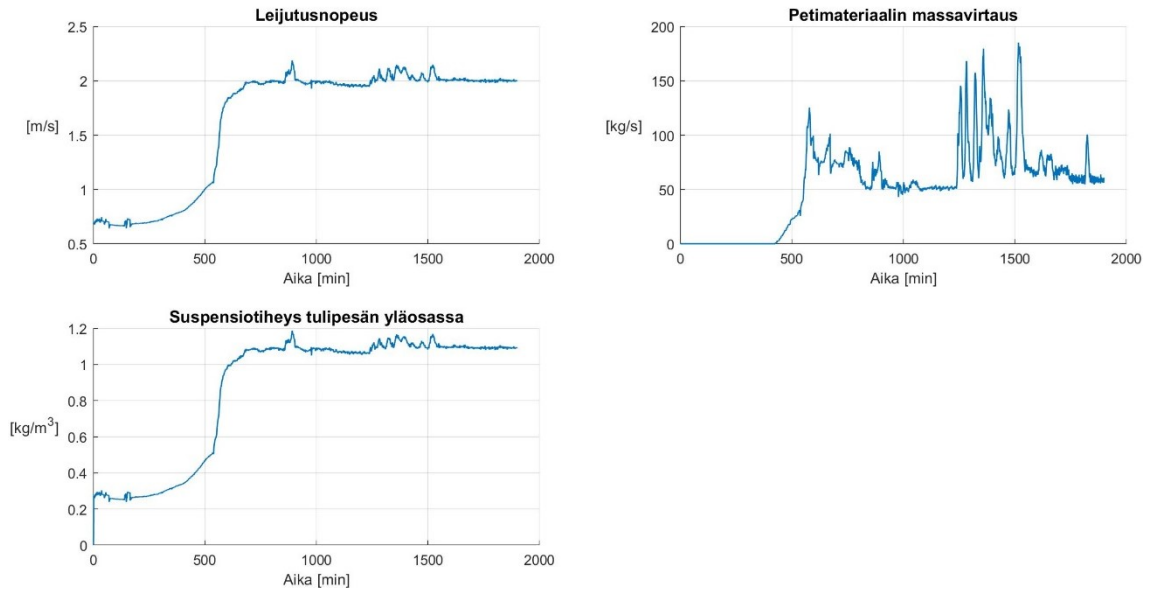 Leijutusnopeus
2.5
2
[m/s] 1.5
1
0.5
0 500 1000 1500 2000
Aika [min]
Petimateriaalin massavirtaus
200
150
[kg/s] 100
50
0
0 500 1000 1500 2000
Aika [min]
Suspensiotiheys tulipesän yläosassa
1.2
1
0.8
[kg/m³] 0.6
0.4
0.2
0
0 500 1000 1500 2000
Aika [min]